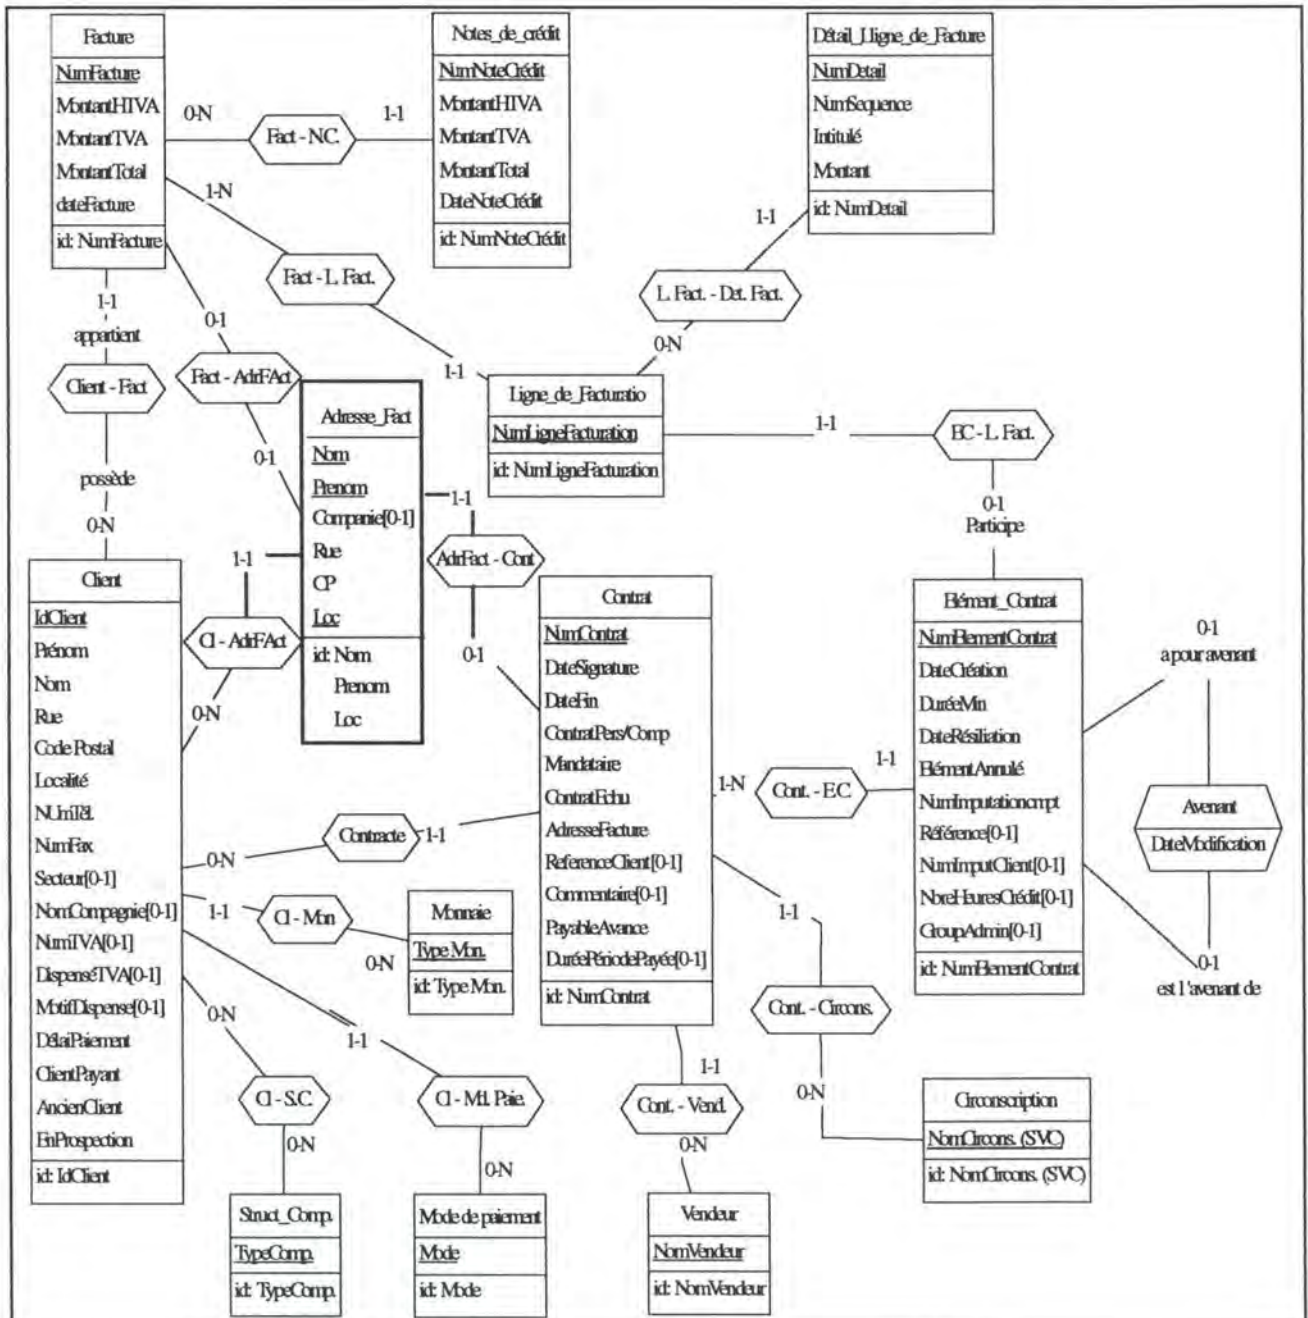 Facture
NumFacture
MontantHTVA
MontantTVA
MontantTotal
dateFacture
id: NumFacture
0-N
Fact - N.C.
1-1
Notes_de_crédit
NumNoteCrédit
MontantHTVA
MontantTVA
MontantTotal
DateNoteCrédit
id: NumNoteCrédit
Détail_Lligne_de_Facture
NumDetail
NumSequence
Intitulé
Montant
id: NumDetail
1-N
Fact - L. Fact.
1-1
1-1
L. Fact. - Det. Fact.
0-N
1-1
appartient
Client - Fact
possède
0-N
0-1
Fact - AdrFAct
0-1
Adresse_Fact
Nom
Prenom
Companie[0-1]
Rue
CP
Loc
id: Nom
Prenom
Loc
Ligne_de_Facturatio
NumLigneFacturation
id: NumLigneFacturation
1-1
EC - L. Fact.
0-1
Participe
1-1
AdrFact - Cont
0-1
1-1
Cl - AdrFAct
0-N
Client
IdClient
Prénom
Nom
Rue
Code Postal
Localité
NUmTél.
NumFax
Secteur[0-1]
NomCompagnie[0-1]
NumTVA[0-1]
DispenséTVA[0-1]
MotifDispense[0-1]
DélaiPaiement
ClientPayant
AncienClient
EnProspection
id: IdClient
Contrat
NumContrat
DateSignature
DateFin
ContratPers/Comp
Mandataire
ContratEchu
AdresseFacture
ReferenceClient[0-1]
Commentaire[0-1]
PayableAvance
DuréePériodePayée[0-1]
id: NumContrat
Elément_Contrat
NumElementContrat
DateCréation
DuréeMin
DateRésiliation
ElémentAnnulé
NumImputationcmpt
Référence[0-1]
NumImputClient[0-1]
NbreHeuresCrédit[0-1]
GroupAdmin[0-1]
id: NumElementContrat
0-1
a pour avenant
Avenant
DateModification
0-1
est l'avenant de
1-N
Cont. - E.C.
1-1
0-N
Contracte
1-1
1-1
Cl - Mon
0-N
Monnaie
Type Mon.
id: Type Mon.
1-1
Cont. - Circons.
0-N
Circonscription
NomCircons. (SVC)
id: NomCircons. (SVC)
0-N
Cl - S.C.
0-N
Struct_Comp.
TypeComp.
id: TypeComp.
1-1
Cl - Md. Paie.
0-N
Mode de paiement
Mode
id: Mode
1-1
Cont. - Vend.
0-N
Vendeur
NomVendeur
id: NomVendeur